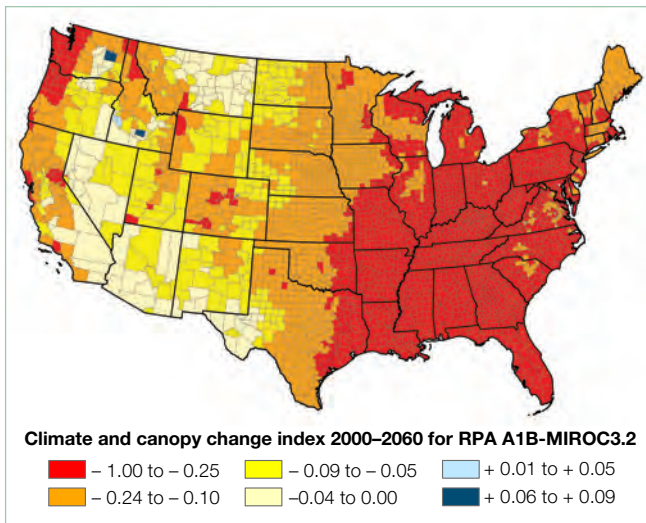 Climate and canopy change index 2000–2060 for RPA A1B-MIROC3.2
– 1.00 to – 0.25
– 0.09 to – 0.05
+ 0.01 to + 0.05
– 0.24 to – 0.10
–0.04 to 0.00
+ 0.06 to + 0.09